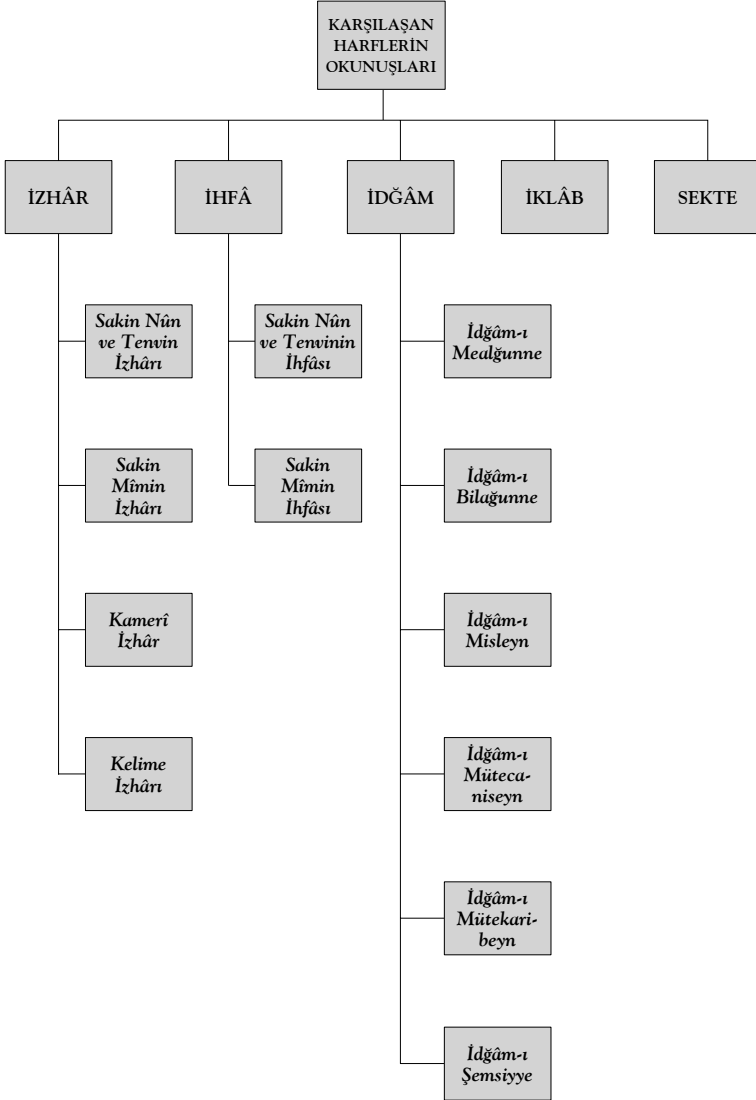 KARŞILAŞAN
HARFLERİN
OKUNUŞLARI
İZHÂR
İHFÂ
İDĞÂM
İKLÂB
SEKTE
Sakin Nûn
ve Tenvin
İzhârı
Sakin
Mîmin
İzhârı
Kamerî
İzhâr
Kelime
İzhârı
Sakin Nûn
ve Tenvinin
İhfâsı
Sakin
Mîmin
İhfâsı
İdğâm-ı
Mealğunne
İdğâm-ı
Bilağunne
İdğâm-ı
Misleyn
İdğâm-ı
Müteca-
niseyn
İdğâm-ı
Mütekari-
beyn
İdğâm-ı
Şemsiyye